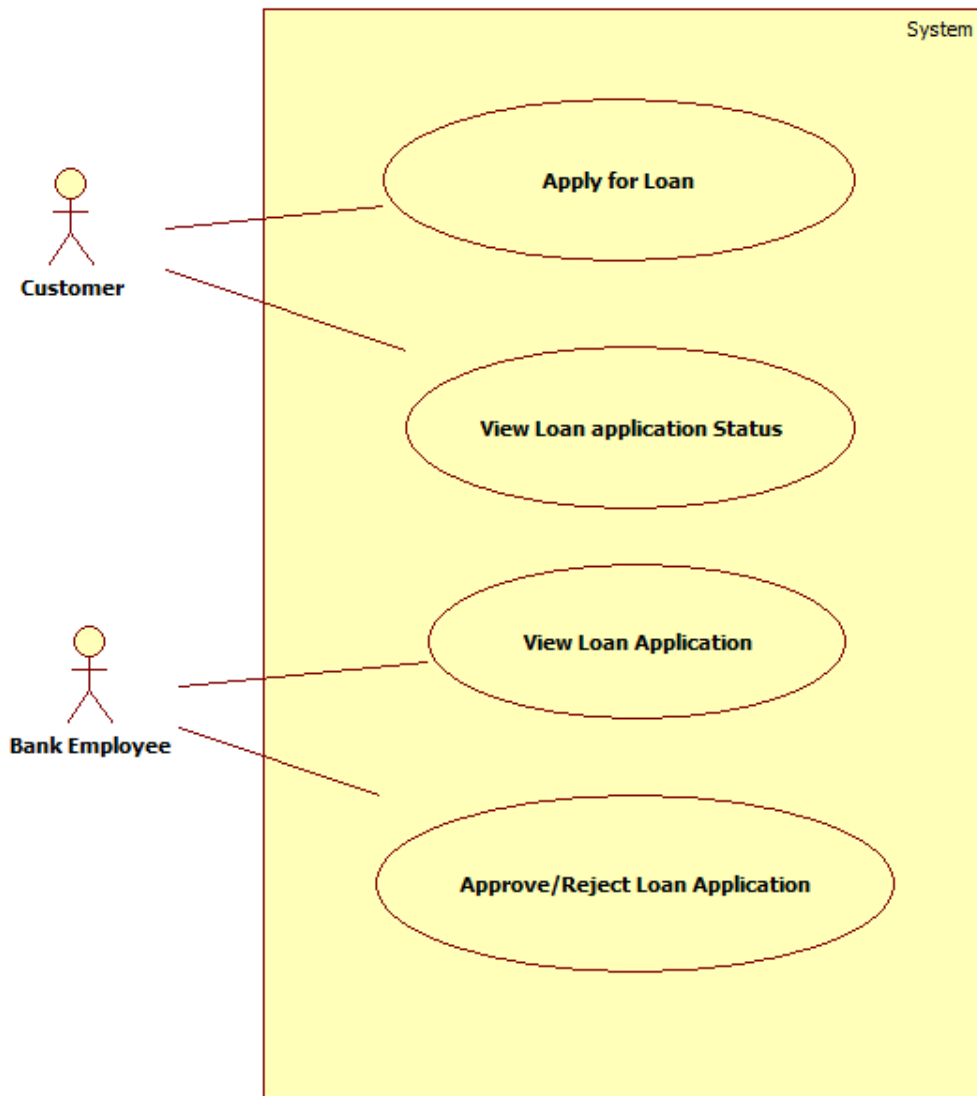 System
Apply for Loan
Customer
View Loan application Status
View Loan Application
Bank Employee
Approve/Reject Loan Application